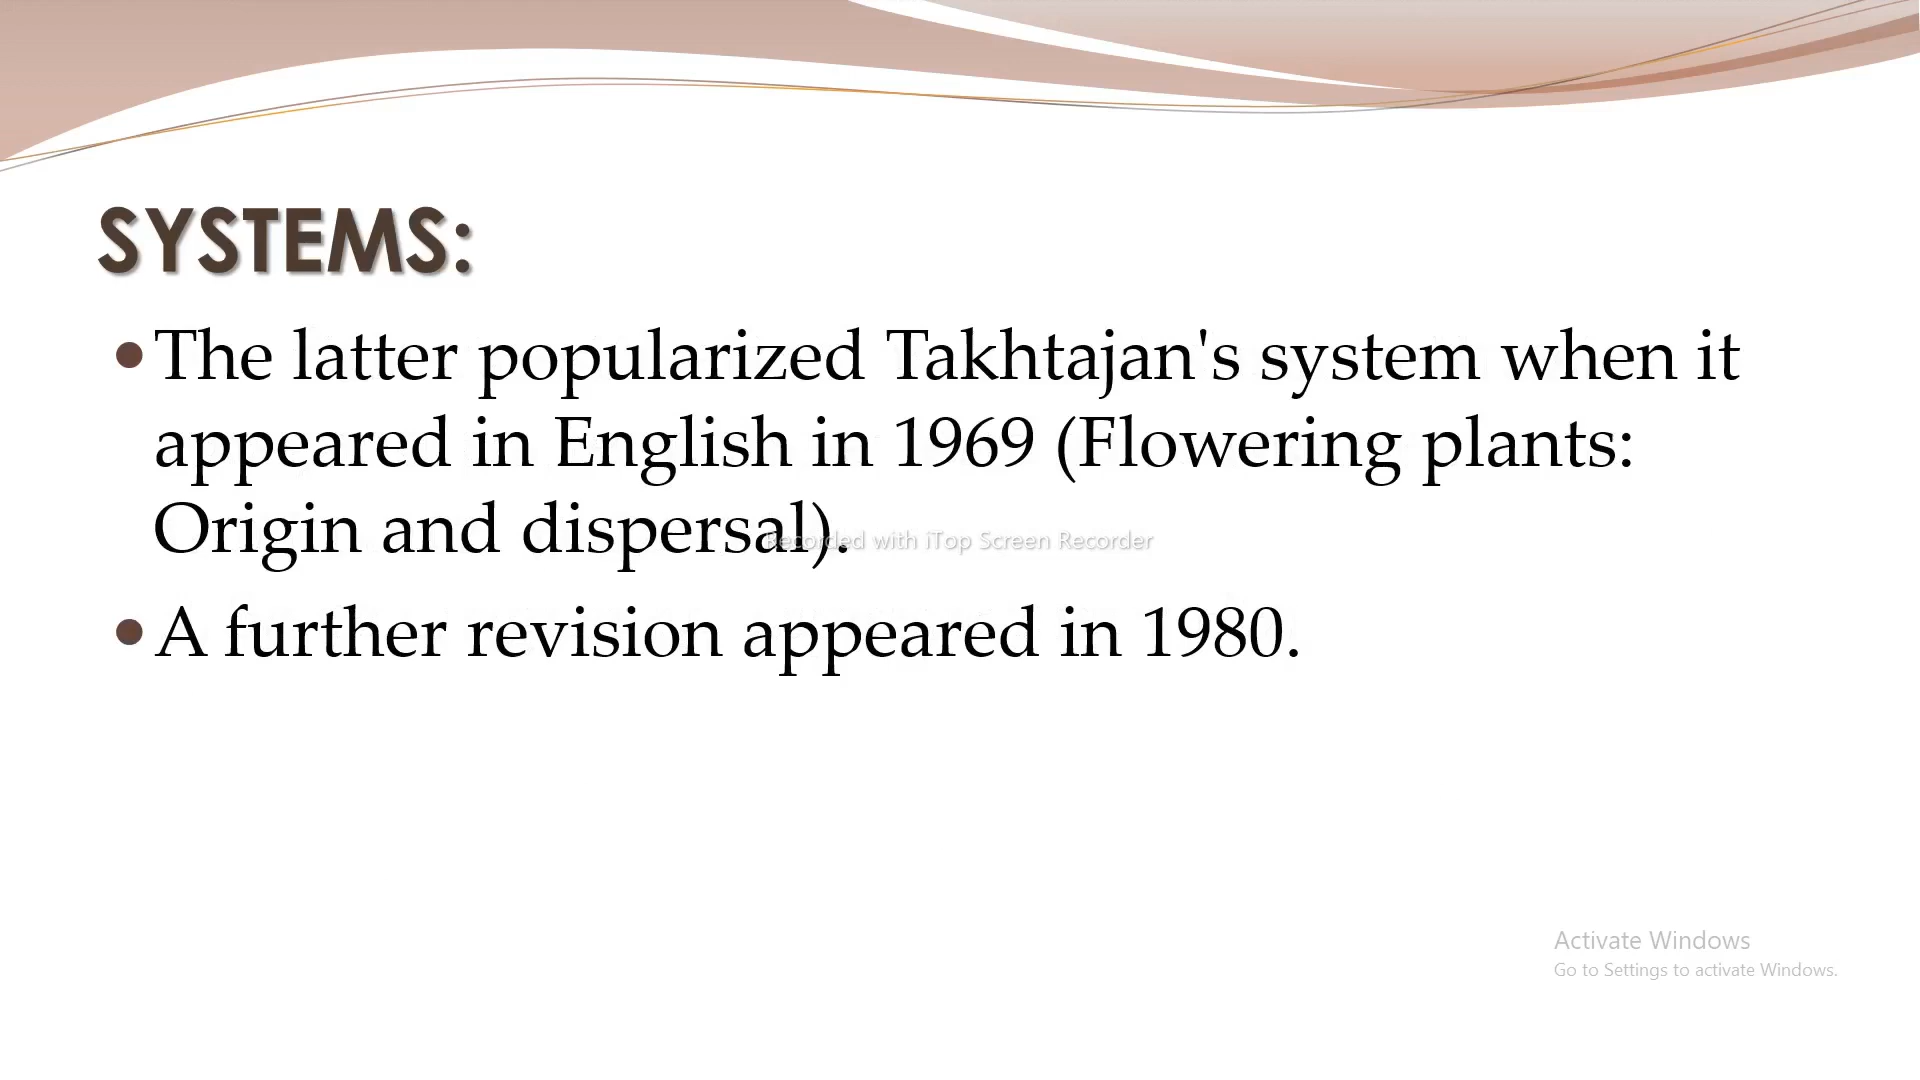 SYSTEMS:
•The latter popularized Takhtajan's system when it
appeared in English in 1969 (Flowering plants:
Origin and dispersal).
Recorded with iTop Screen Recorder
•A further revision appeared in 1980.
Activate Windows
Go to Settings to activate Windows.